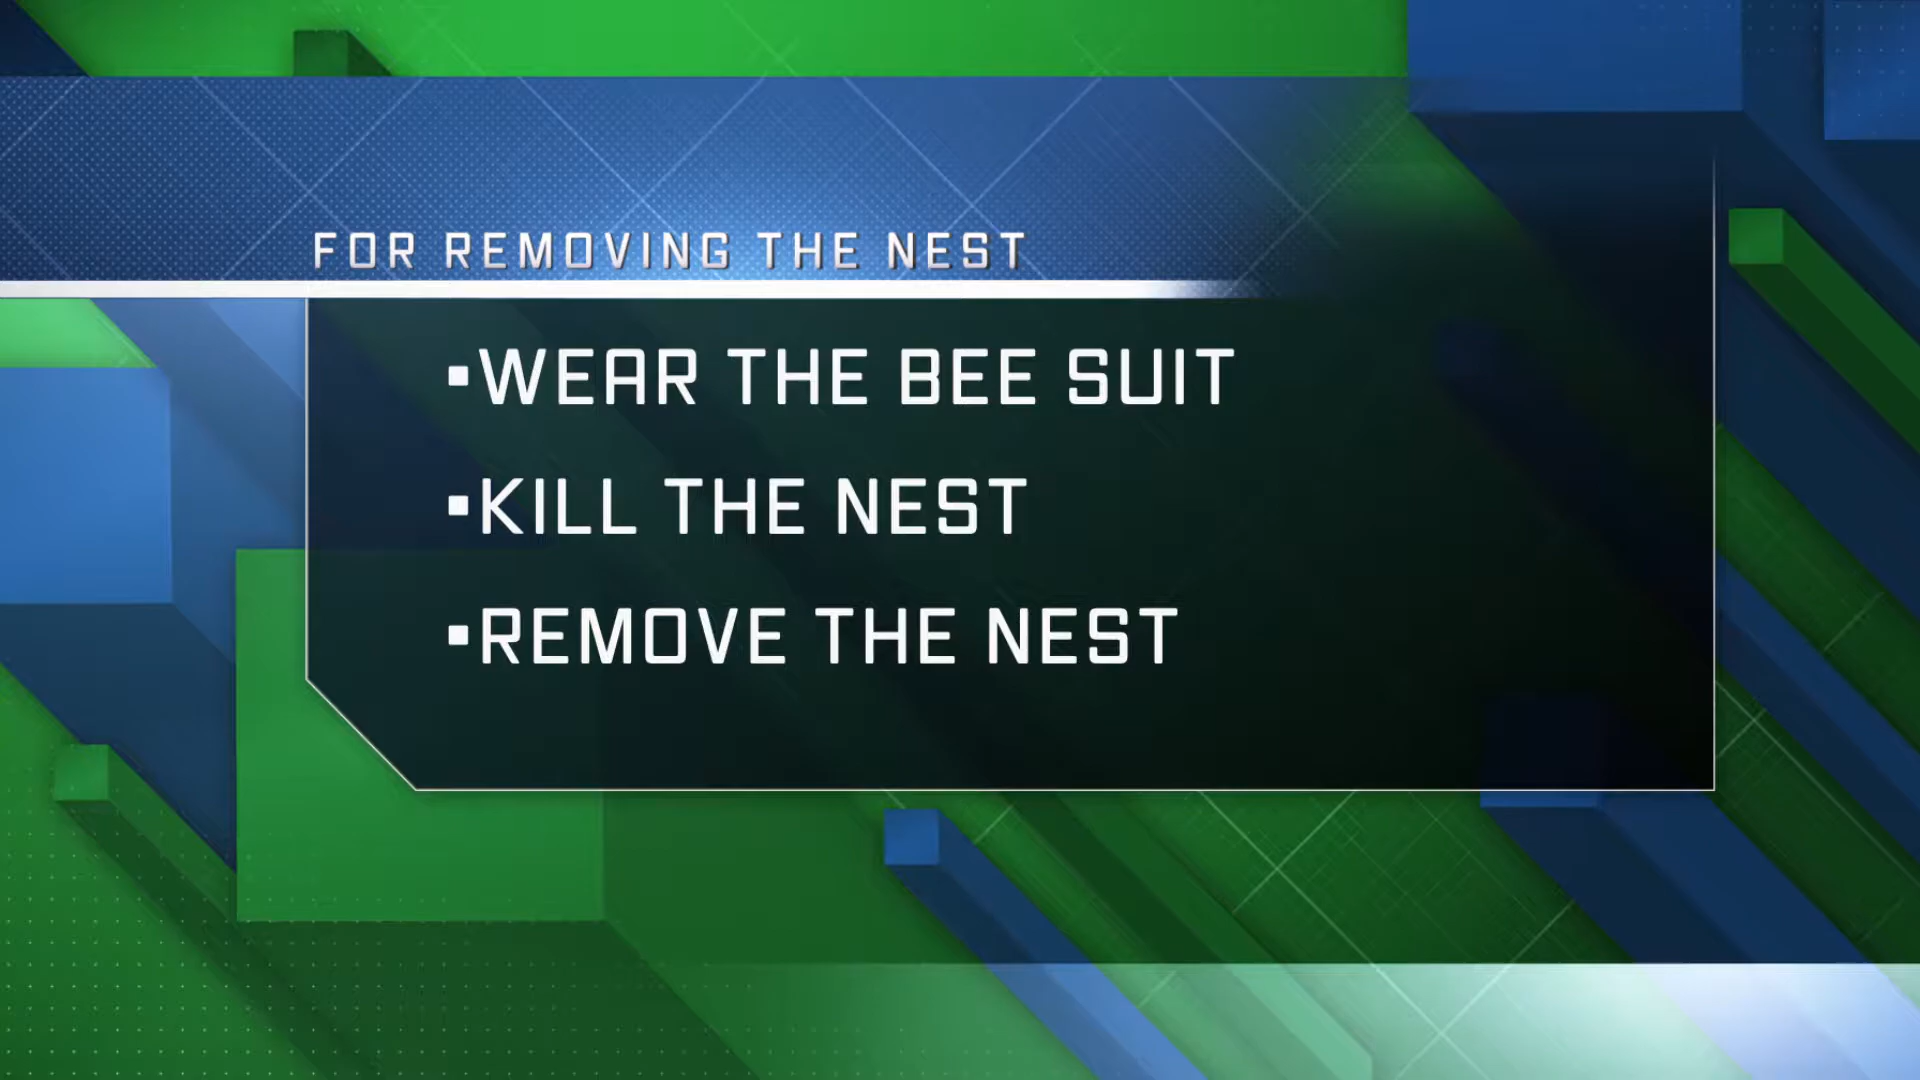 FOR REMOVING THE NEST
▪WEAR THE BEE SUIT
▪KILL THE NEST
▪REMOVE THE NEST